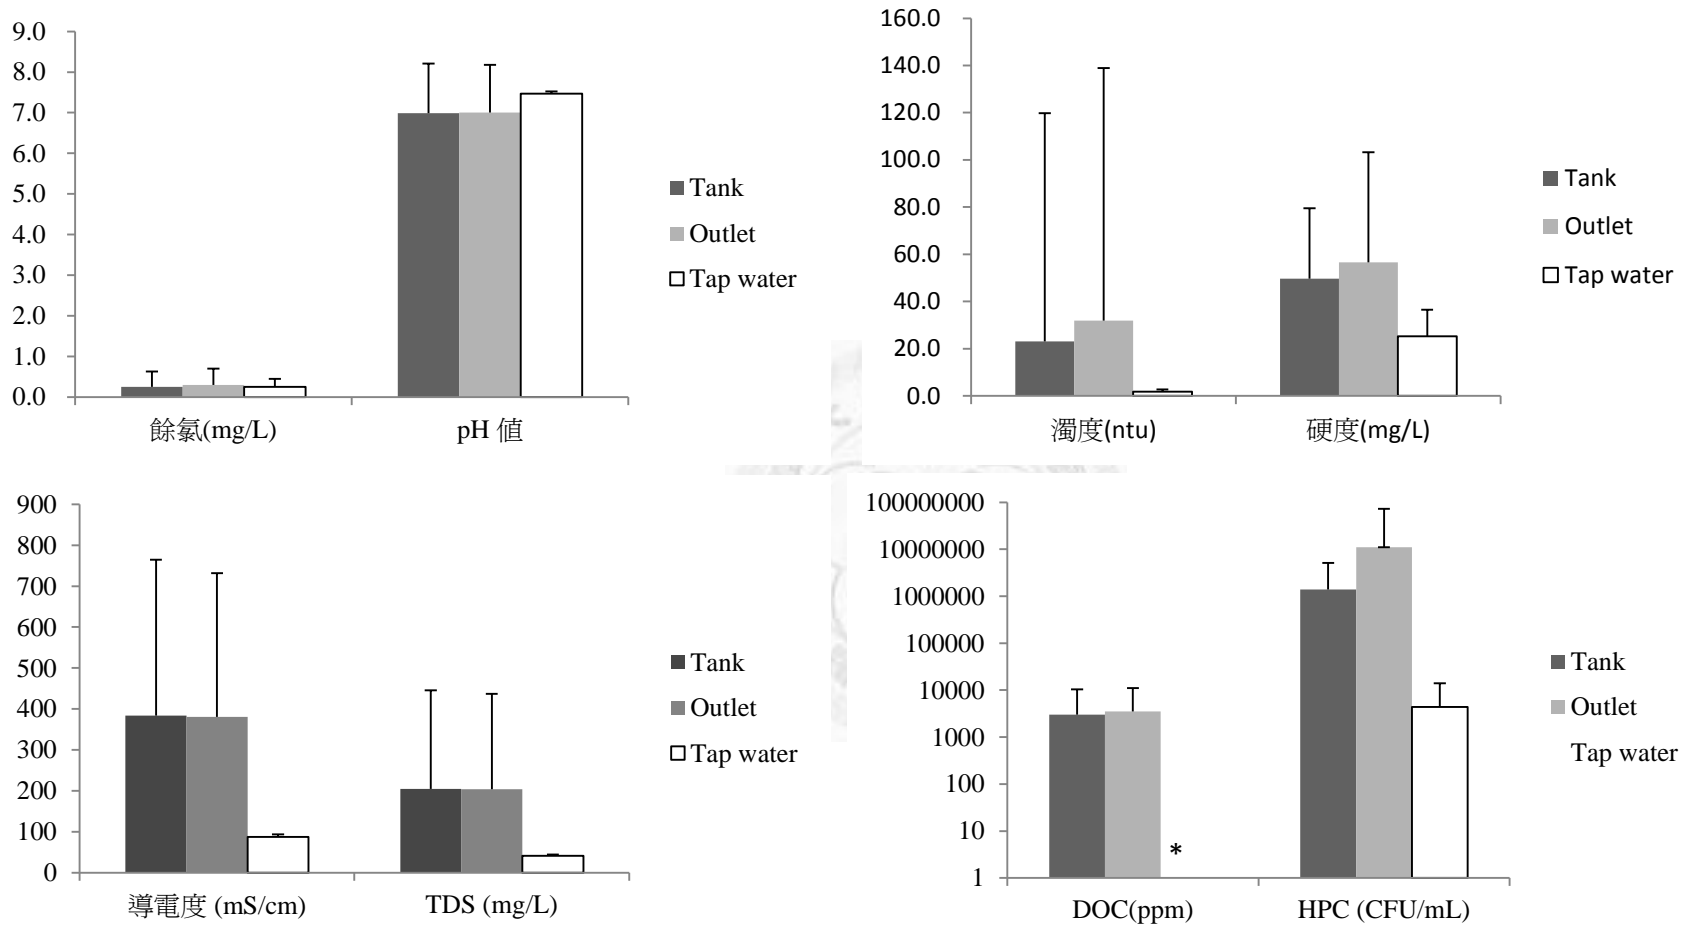 9.0
8.0
7.0
6.0
5.0
4.0
3.0
2.0
1.0
0.0
餘氯(mg/L)
pH 值
Tank
Outlet
Tap water
160.0
140.0
120.0
100.0
80.0
60.0
40.0
20.0
0.0
濁度(ntu)
硬度(mg/L)
Tank
Outlet
Tap water
900
800
700
600
500
400
300
200
100
0
導電度 (mS/cm)
TDS (mg/L)
Tank
Outlet
Tap water
100000000
10000000
1000000
100000
10000
1000
100
10
1
*
DOC(ppm)
HPC (CFU/mL)
Tank
Outlet
Tap water